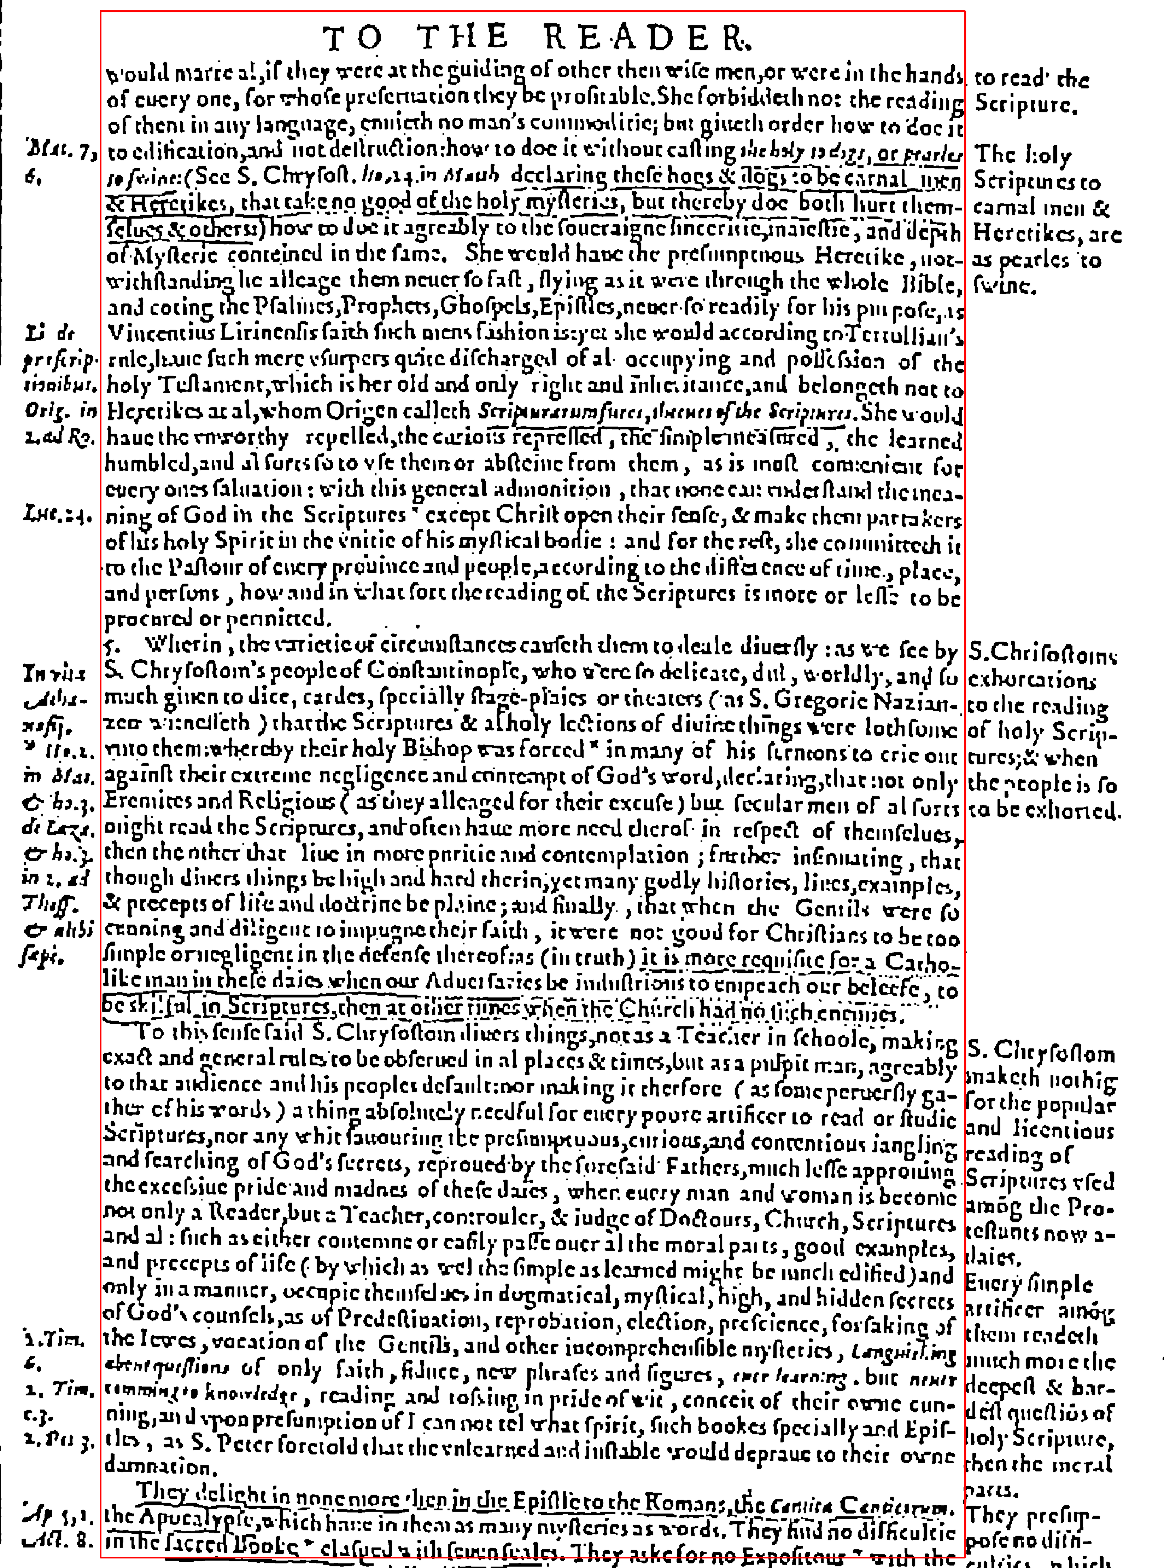 TO THE READER.
would marre al, if they were at the guiding of other then wise men, or were in the hands
of euery one, for whose preseruation they be profitable. She forbiddeth not the reading
of them in any language, enuieth no man's commoditie; but giueth order how to doe it
to edification, and not destruction: how to doe it without casting the holy to dogs, or pearles
to swine: (See S. Chrysost. ho. 24. in Matth declaring these hogs & dogs to be carnal men
& Heretikes, that take no good of the holy mysteries, but thereby doe both hurt them-
selues & others:) how to doe it agreably to the soueraigne sinceritie, maiestie, and depth
of Mysterie conteined in the same. She would haue the presumptuous Heretike, not-
withstanding he alleage them neuer so fast, flying as it were through the whole Bible,
and coting the Psalmes, Prophets, Ghospels, Epistles, neuer so readily for his purpose, as
Vincentius Lirinensis saith such mens fashion is: yet she would according to Tertullian's
rule, haue such mere vsurpers quite discharged of al occupying and possession of the
holy Testament, which is her old and only right and inheritance, and belongeth not to
Heretikes at al, whom Origen calleth Scripturarum fures, theeues of the Scriptures. She would
haue the vnworthy repelled, the curious repressed, the simple measured, the learned
humbled, and al sorts so to vse them or absteine from them, as is most conuenient for
euery ones saluation: with this general admonition, that none can vnderstand the mea-
ning of God in the Scriptures * except Christ open their sense, & make them partakers
of his holy Spirit in the vnitie of his mystical bodie: and for the rest, she committeth it
to the Pastour of euery prouince and people, according to the difference of time, place,
and persons, how and in what sort the reading of the Scriptures is more or lesse to be
procured or permitted.
5. Wherin, the varietie of circumstances causeth them to deale diuersly: as we see by
S. Chrysostom's people of Constantinople, who were so delicate, dul, worldly, and so
much giuen to dice, cardes, specially stage-plaies or theaters (as S. Gregorie Nazian-
zen witnesseth) that the Scriptures & al holy lections of diuine things were lothsome
vnto them: whereby their holy Bishop was forced * in many of his sermons to crie out
against their extreme negligence and contempt of God's word, declaring, that not only
Eremites and Religious (as they alleaged for their excuse) but secular men of al sorts
might read the Scriptures, and often haue more need therof in respect of themselues,
then the other that liue in more puritie and contemplation; further insinuating, that
though diuers things be high and hard therin, yet many godly histories, liues, examples,
& precepts of life and doctrine be plaine; and finally, that when the Gentils were so
cunning and diligent to impugne their faith, it were not good for Christians to be too
simple or negligent in the defense thereof: as (in truth) it is more requisite for a Catho-
like man in these daies when our Aduersaries be industrious to empeach our beleefe, to
be skilful in Scriptures, then at other times when the Church had no such enemies.
To this sense said S. Chrysostom diuers things, not as a Teacher in schoole, making
exact and general rules to be obserued in al places & times, but as a pulpit man, agreably
to that audience and his peoples default: nor making it therfore (as some peruersly ga-
ther of his words) a thing absolutely needful for euery poore artificer to read or studie
Scriptures, nor any whit fauouring the presumptuous, curious, and contentious iangling
and searching of God's secrets, reproued by the foresaid Fathers, much lesse approuing
the excessiue pride and madnes of these daies, when euery man and woman is become
not only a Reader, but a Teacher, controuler, & iudge of Doctours, Church, Scriptures
and al: such as either contemne or easily passe ouer al the moral parts, good examples,
and precepts of life (by which as wel the simple as learned might be much edified) and
only in a manner, occupie themselues in dogmatical, mystical, high, and hidden secrets
of God's counsels, as of Predestination, reprobation, election, prescience, forsaking of
the Iewes, vocation of the Gentils, and other incomprehensible mysteries, Languishing
about questions of only faith, fiduce, new phrases and figures, euer learning, but neuer
comming to knowledge, reading and tossing in pride of wit, conceit of their owne cun-
ning, and vpon presumption of I can not tel what spirit, such bookes specially and Epis-
tles, as S. Peter foretold that the vnlearned and instable would depraue to their owne
damnation.
They delight in none more then in the Epistle to the Romans, the Cantica Canticorum,
the Apocalypse, which haue in them as many mysteries as words. They find no difficultie
in the sacred Booke * clasped with seuen seales. They aske for no Expositour * with the
Mat. 7,
6.
Li de
prescrip-
tionibus.
Orig. in
2. ad Ro.
Luc. 24.
In vita
Atha-
nasij.
* Ho. 2.
in Mat.
& ho. 3.
de Laza.
& ho. 3.
in 2. ad
Thess.
& alibi
sæpe.
1. Tim.
6.
2. Tim.
c. 3.
2. Pet 3.
Ap 5, 1.
Act. 8.
to read the
Scripture.
The holy
Scriptures to
carnal men &
Heretikes, are
as pearles to
swine.
S. Chrisostoms
exhortations
to the reading
of holy Scrip-
tures; & when
the people is so
to be exhorted.
S. Chrysostom
maketh nothīg
for the popular
and licentious
reading of
Scriptures vsed
amōg the Pro-
testants now a-
daies.
Euery simple
artificer amōg
them readeth
much more the
deepest & har-
dest questiōs of
holy Scripture,
then the moral
parts.
They presup-
pose no diffi-
culties, which